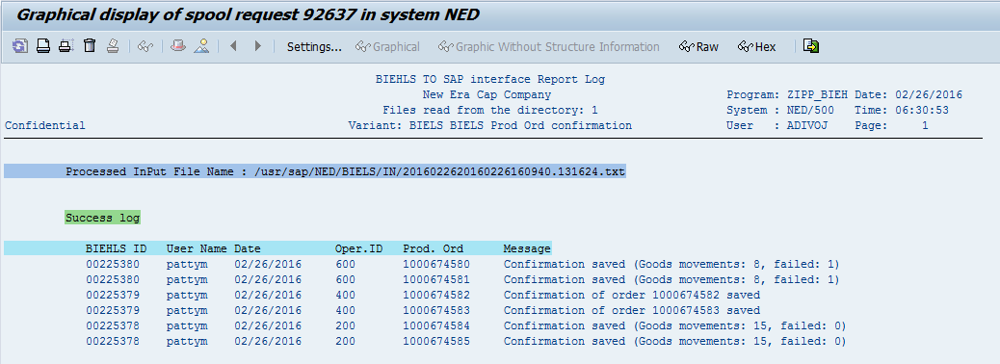 Graphical display of spool request 92637 in system NED
Settings... Graphical Graphic Without Structure Information Raw Hex
BIEHLS TO SAP interface Report Log
New Era Cap Company Program: ZIPP_BIEH Date: 02/26/2016
Files read from the directory: 1 System : NED/500 Time: 06:30:53
Confidential Variant: BIELS BIELS Prod Ord confirmation User : ADIVOJ Page: 1
Processed InPut File Name : /usr/sap/NED/BIELS/IN/2016022620160226160940.131624.txt
Success log
BIEHLS ID User Name Date Oper.ID Prod. Ord Message
00225380 pattym 02/26/2016 600 1000674580 Confirmation saved (Goods movements: 8, failed: 1)
00225380 pattym 02/26/2016 600 1000674581 Confirmation saved (Goods movements: 8, failed: 1)
00225379 pattym 02/26/2016 400 1000674582 Confirmation of order 1000674582 saved
00225379 pattym 02/26/2016 400 1000674583 Confirmation of order 1000674583 saved
00225378 pattym 02/26/2016 200 1000674584 Confirmation saved (Goods movements: 15, failed: 0)
00225378 pattym 02/26/2016 200 1000674585 Confirmation saved (Goods movements: 15, failed: 0)